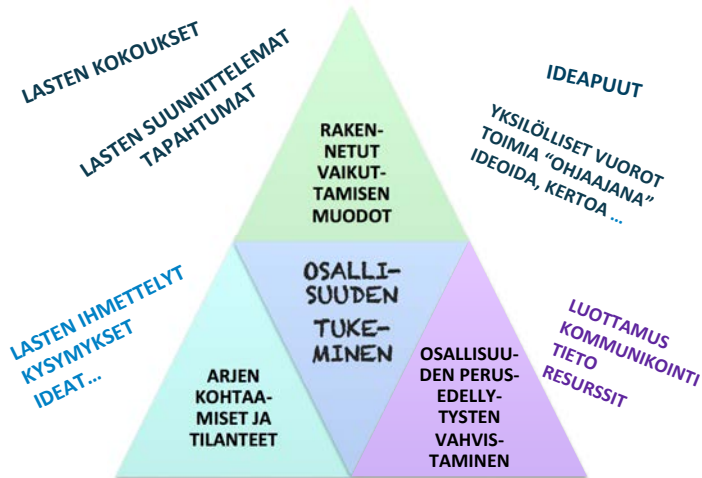 LASTEN KOKOUKSET
LASTEN SUUNNITTELEMAT
TAPAHTUMAT
IDEAPUUT
YKSILÖLLISET VUOROT
TOIMIA “OHJAAJANA”
IDEOIDA, KERTOA …
RAKEN-
NETUT
VAIKUT-
TAMISEN
MUODOT
OSALLI-
SUUDEN
TUKE-
MINEN
LASTEN IHMETTELYT
KYSYMYKSET
IDEAT…
ARJEN
KOHTAA-
MISET JA
TILANTEET
OSALLISUU-
DEN PERUS-
EDELLY-
TYSTEN
VAHVIS-
TAMINEN
LUOTTAMUS
KOMMUNIKOINTI
TIETO
RESURSSIT